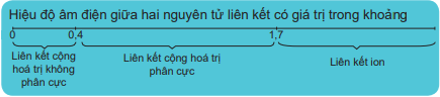 Hiệu độ âm điện giữa hai nguyên tử liên kết có giá trị trong khoảng
0 0,4 1,7
Liên kết cộng
hoá trị không
phân cực
Liên kết cộng hoá trị
phân cực
Liên kết ion